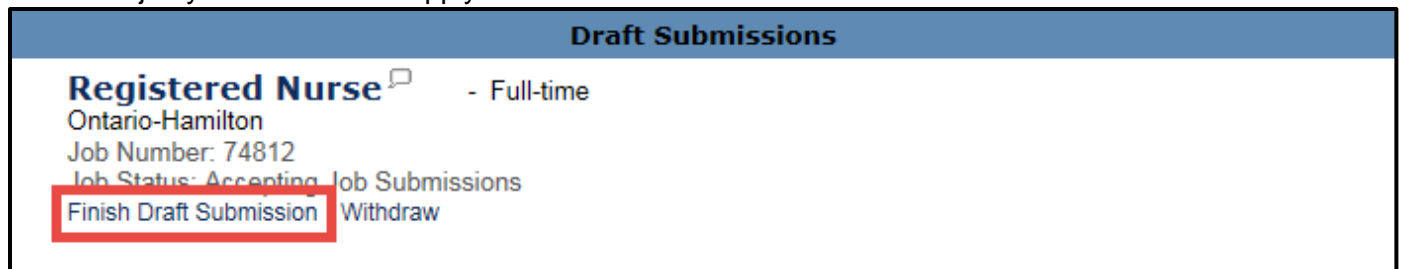 Draft Submissions
Registered Nurse - Full-time
Ontario-Hamilton
Job Number: 74812
Job Status: Accepting Job Submissions
Finish Draft Submission Withdraw